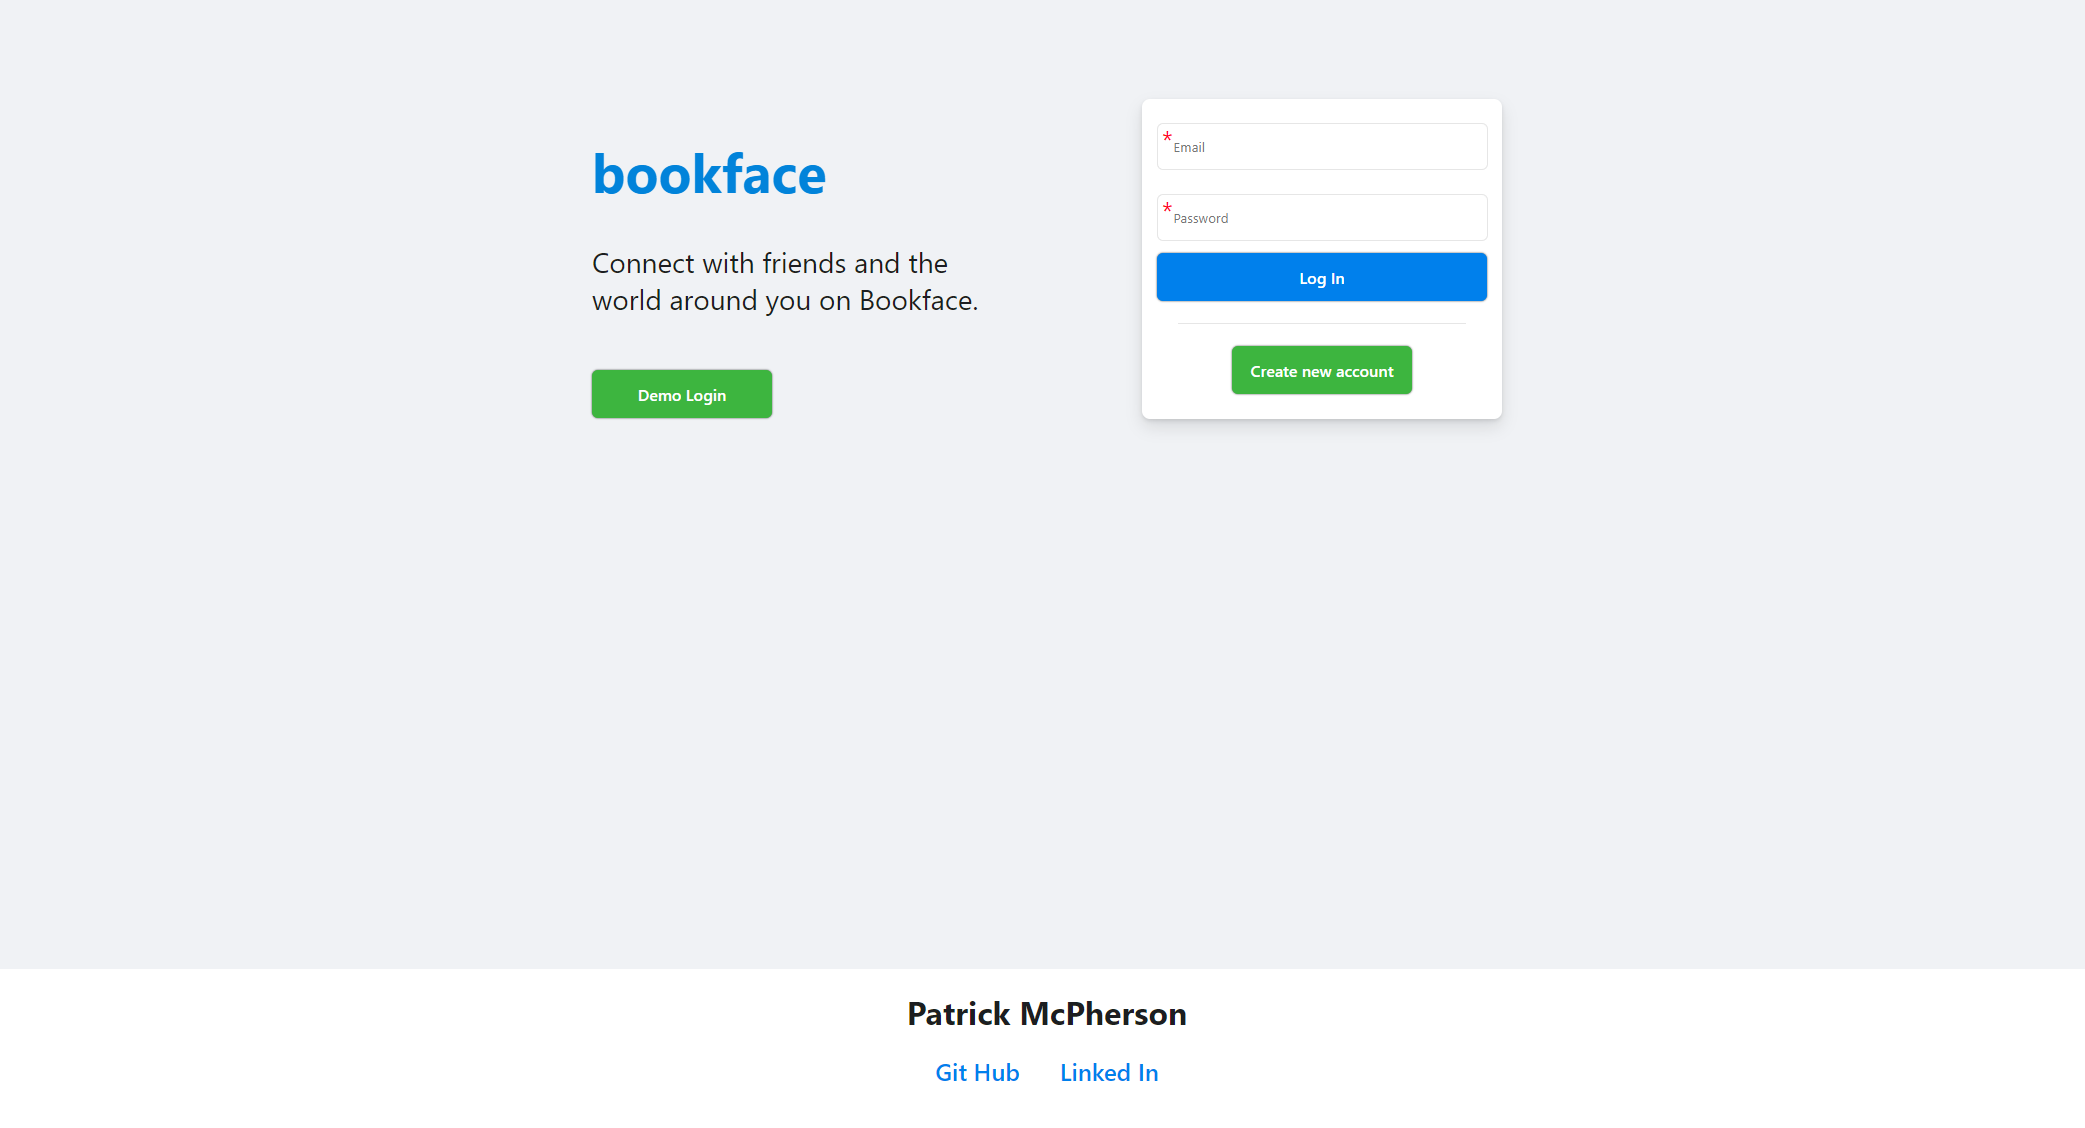 bookface
Connect with friends and the
world around you on Bookface.
Demo Login
* Email
* Password
Log In
Create new account
Patrick McPherson
Git Hub Linked In